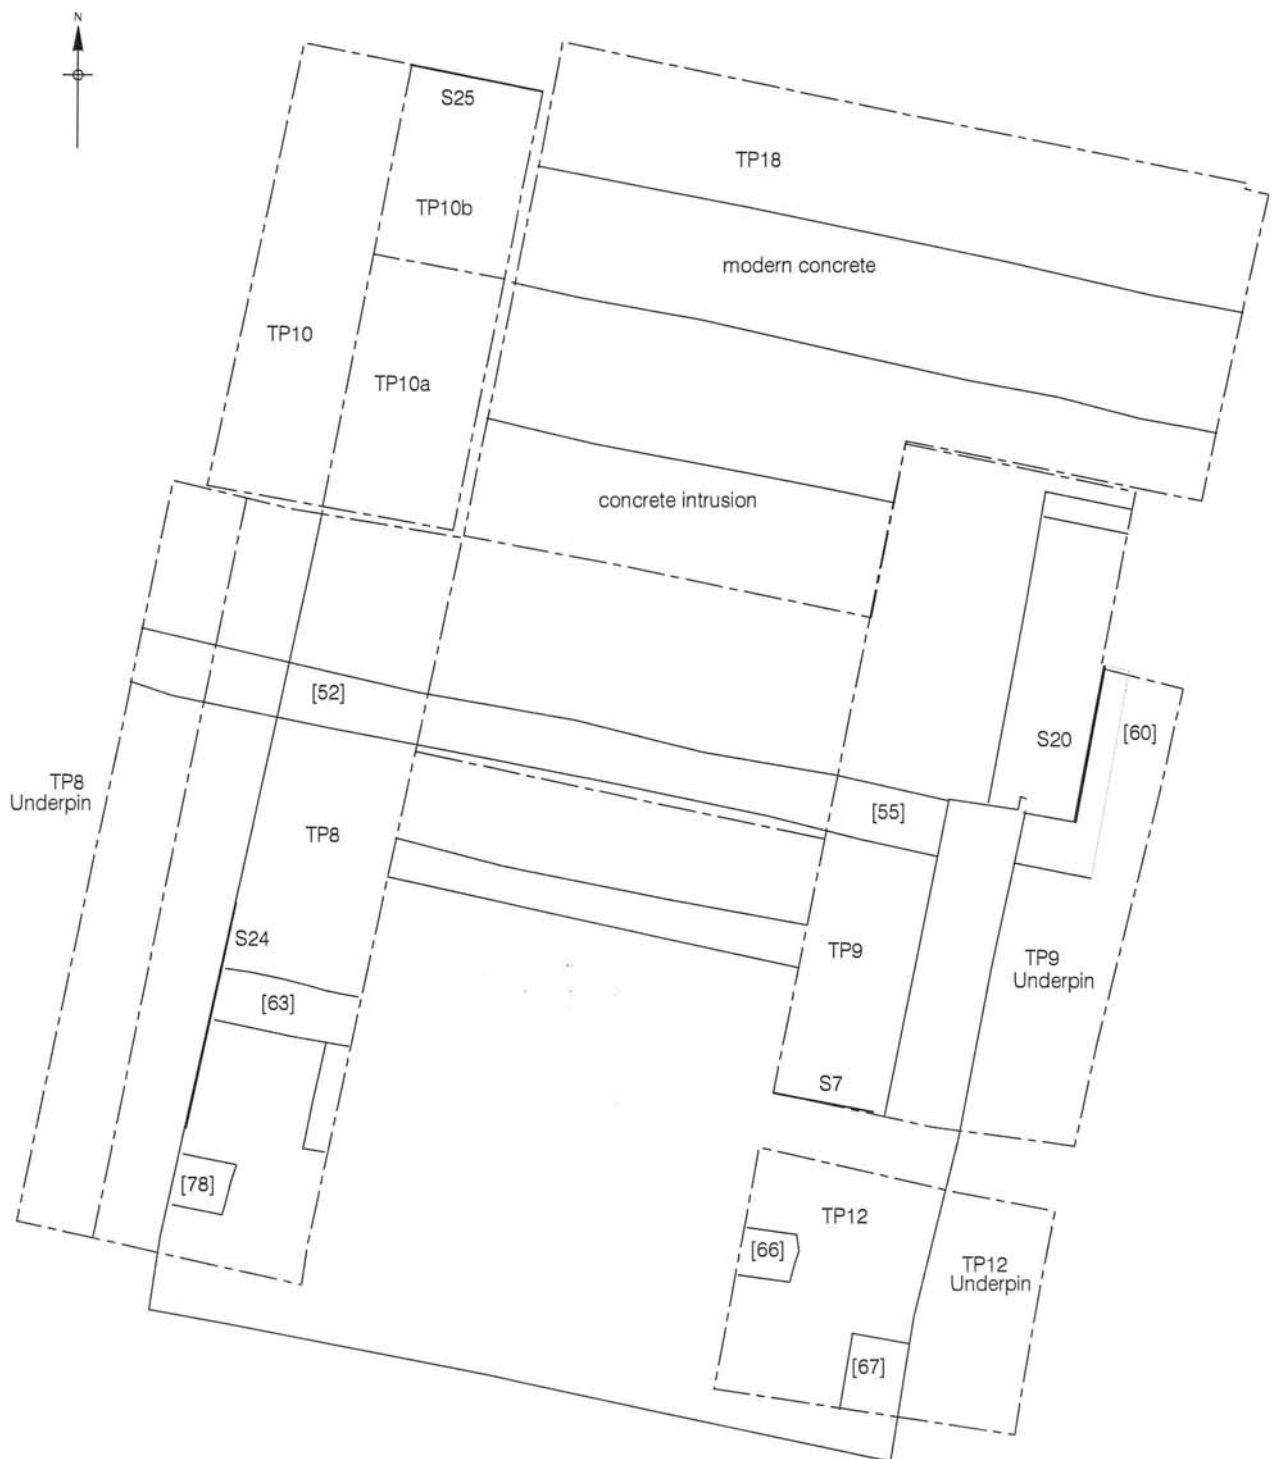 N
S25
TP18
TP10b
modern concrete
TP10
TP10a
concrete intrusion
[52]
S20
[60]
TP8
Underpin
[55]
TP8
S24
TP9
TP9
Underpin
[63]
S7
[78]
TP12
[66]
TP12
Underpin
[67]